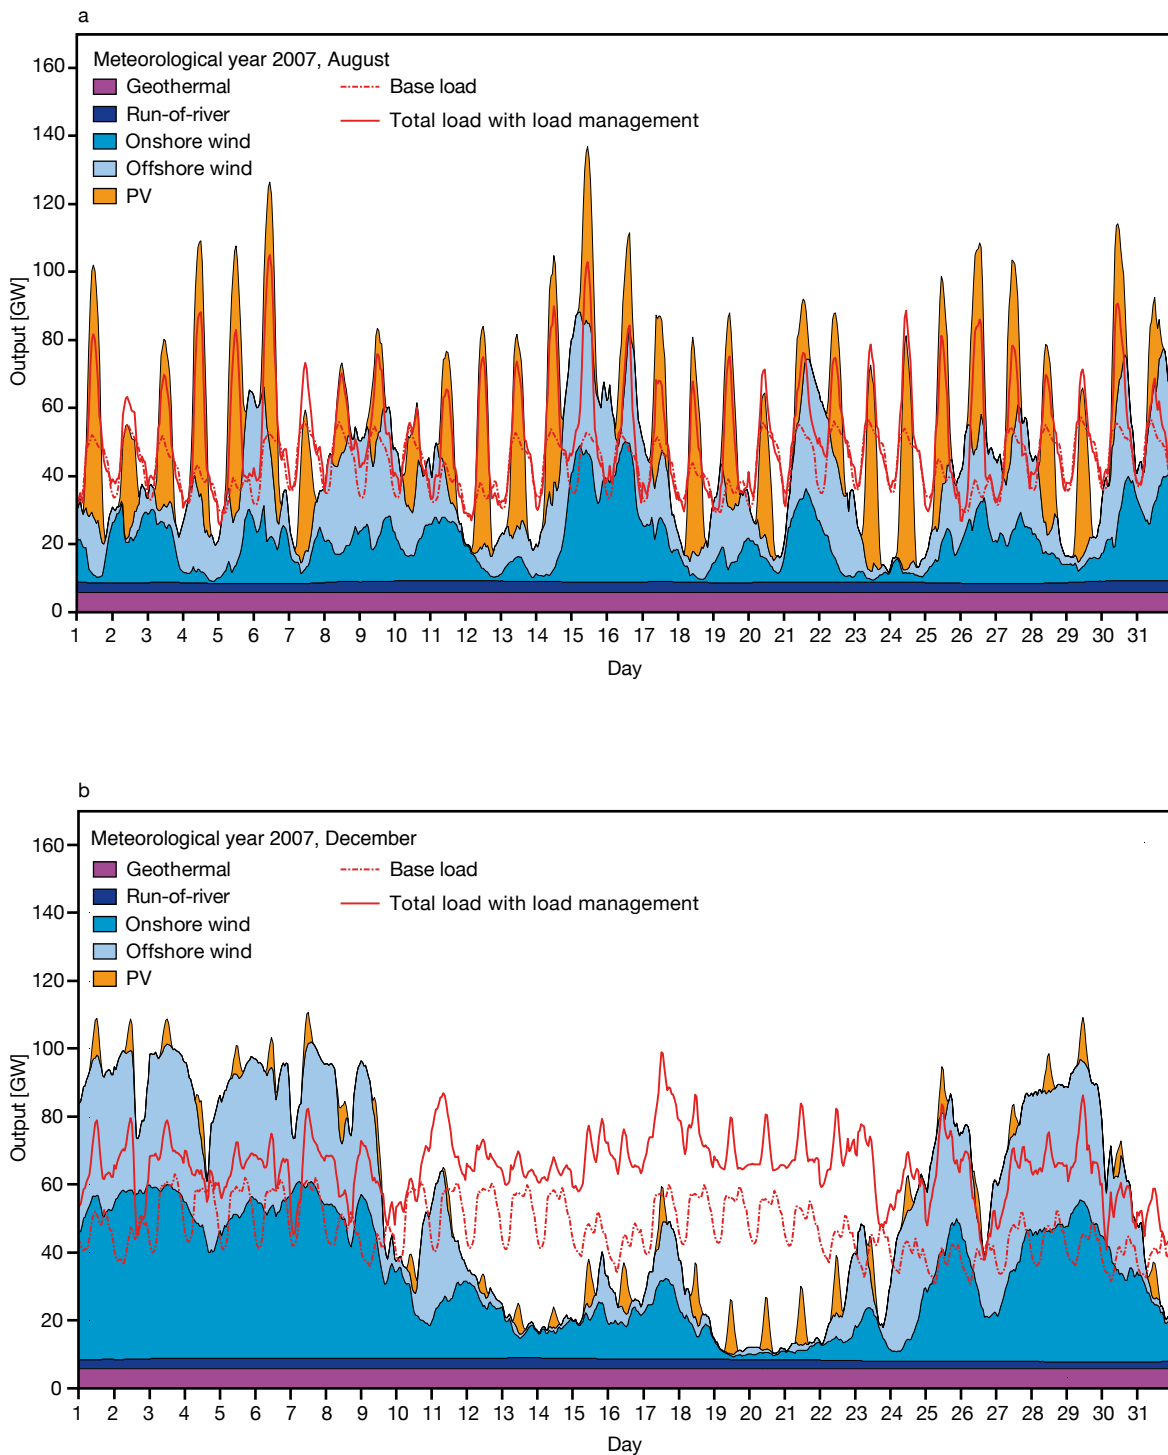 a
Meteorological year 2007, August
Geothermal
Run-of-river
Onshore wind
Offshore wind
PV
Base load
Total load with load management
Output [GW]
160
140
120
100
80
60
40
20
0
1 2 3 4 5 6 7 8 9 10 11 12 13 14 15 16 17 18 19 20 21 22 23 24 25 26 27 28 29 30 31
Day
b
Meteorological year 2007, December
Geothermal
Run-of-river
Onshore wind
Offshore wind
PV
Base load
Total load with load management
Output [GW]
160
140
120
100
80
60
40
20
0
1 2 3 4 5 6 7 8 9 10 11 12 13 14 15 16 17 18 19 20 21 22 23 24 25 26 27 28 29 30 31
Day